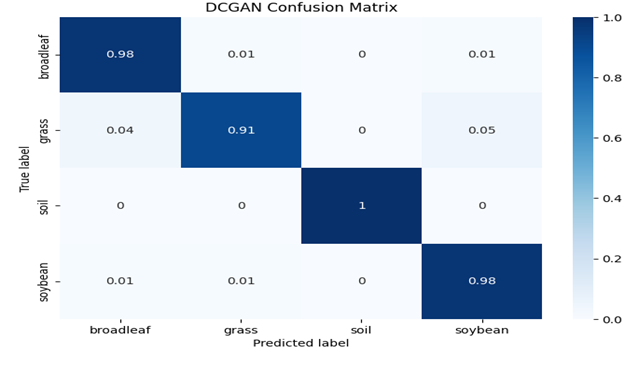 DCGAN Confusion Matrix
broadleaf 0.98 0.01 0 0.01
grass 0.04 0.91 0 0.05
soil 0 0 1 0
soybean 0.01 0.01 0 0.98
True label
broadleaf grass soil soybean
Predicted label
1.0
0.8
0.6
0.4
0.2
0.0